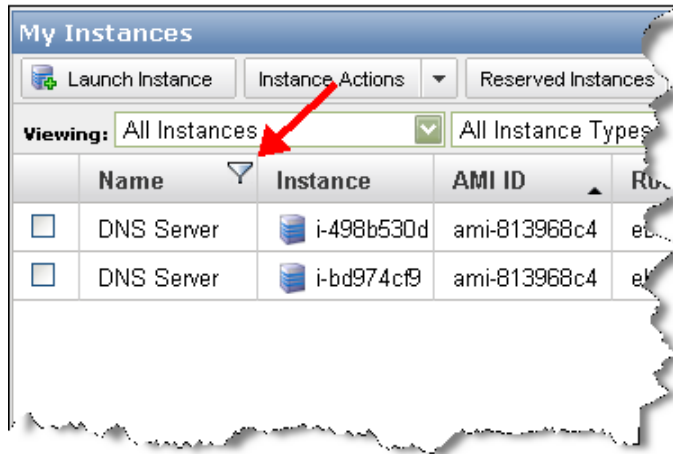 My Instances
Launch Instance Instance Actions Reserved Instances
Viewing: All Instances All Instance Types
Name Instance AMI ID
DNS Server i-498b530d ami-813968c4
DNS Server i-bd974cf9 ami-813968c4